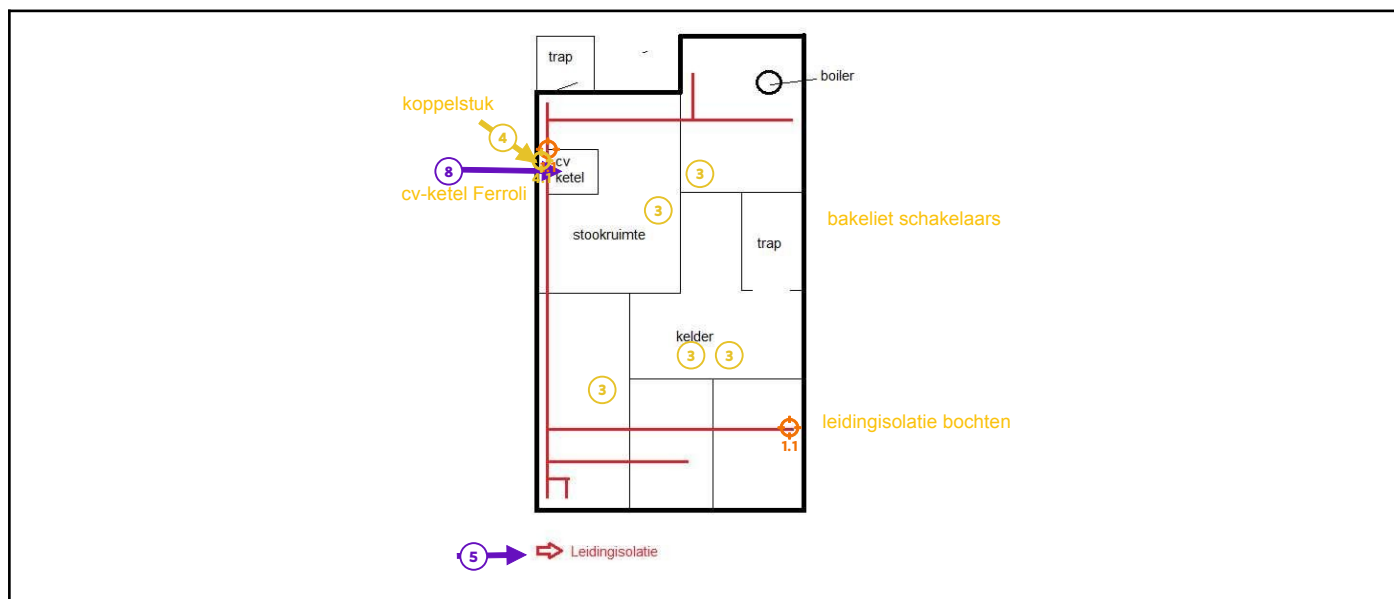 trap
boiler
koppelstuk
4
8
cv
ketel
cv-ketel Ferroli
3
3
stookruimte
bakeliet schakelaars
trap
kelder
3
3
3
leidingisolatie bochten
1.1
5
Leidingisolatie